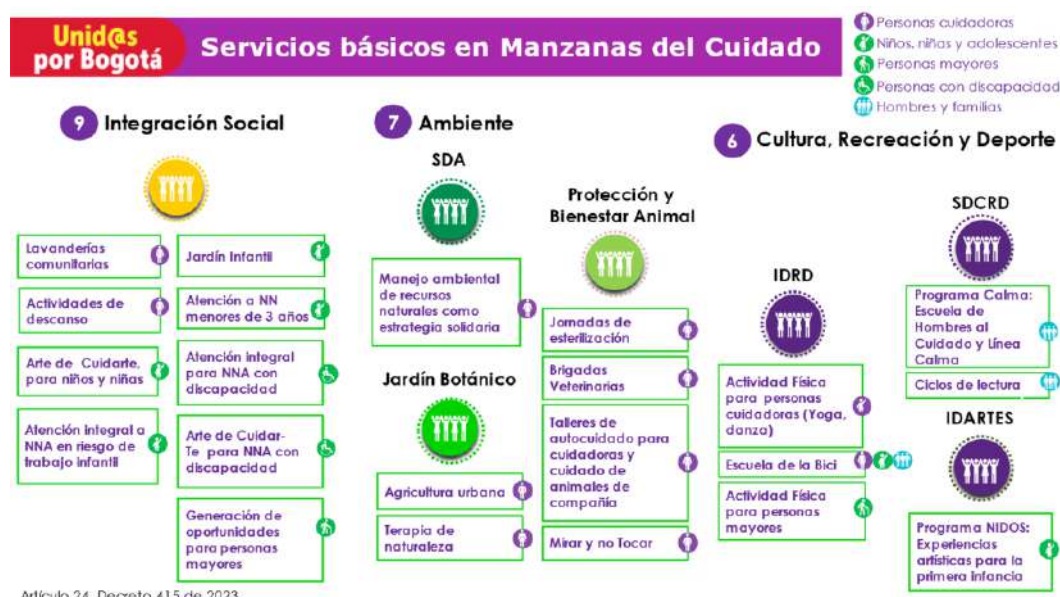 Unid@s
por Bogotá
Servicios básicos en Manzanas del Cuidado
Personas cuidadoras
Niños, niñas y adolescentes
Personas mayores
Personas con discapacidad
Hombres y familias
9 Integración Social
Lavanderías
comunitarias
Actividades de
descanso
Arte de Cuidarte,
para niños y niñas
Atención integral a
NNA en riesgo de
trabajo infantil
Jardín Infantil
Atención a NN
menores de 3 años
Atención integral
para NNA con
discapacidad
Arte de Cuidar-
Te para NNA con
discapacidad
Generación de
oportunidades
para personas
mayores
7 Ambiente
SDA
Manejo ambiental
de recursos
naturales como
estrategia solidaria
Jardín Botánico
Agricultura urbana
Terapia de
naturaleza
Protección y
Bienestar Animal
Jornadas de
esterilización
Brigadas
Veterinarias
Talleres de
autocuidado para
cuidadoras y
cuidado de
animales de
compañía
Mirar y no Tocar
6 Cultura, Recreación y Deporte
IDRD
Actividad Física
para personas
cuidadoras (Yoga,
danza)
Escuela de la Bici
Actividad Física
para personas
mayores
SDCRD
Programa Calma:
Escuela de
Hombres al
Cuidado y Línea
Calma
Ciclos de lectura
IDARTES
Programa NIDOS:
Experiencias
artísticas para la
primera infancia
Artículo 24, Decreto 415 de 2023